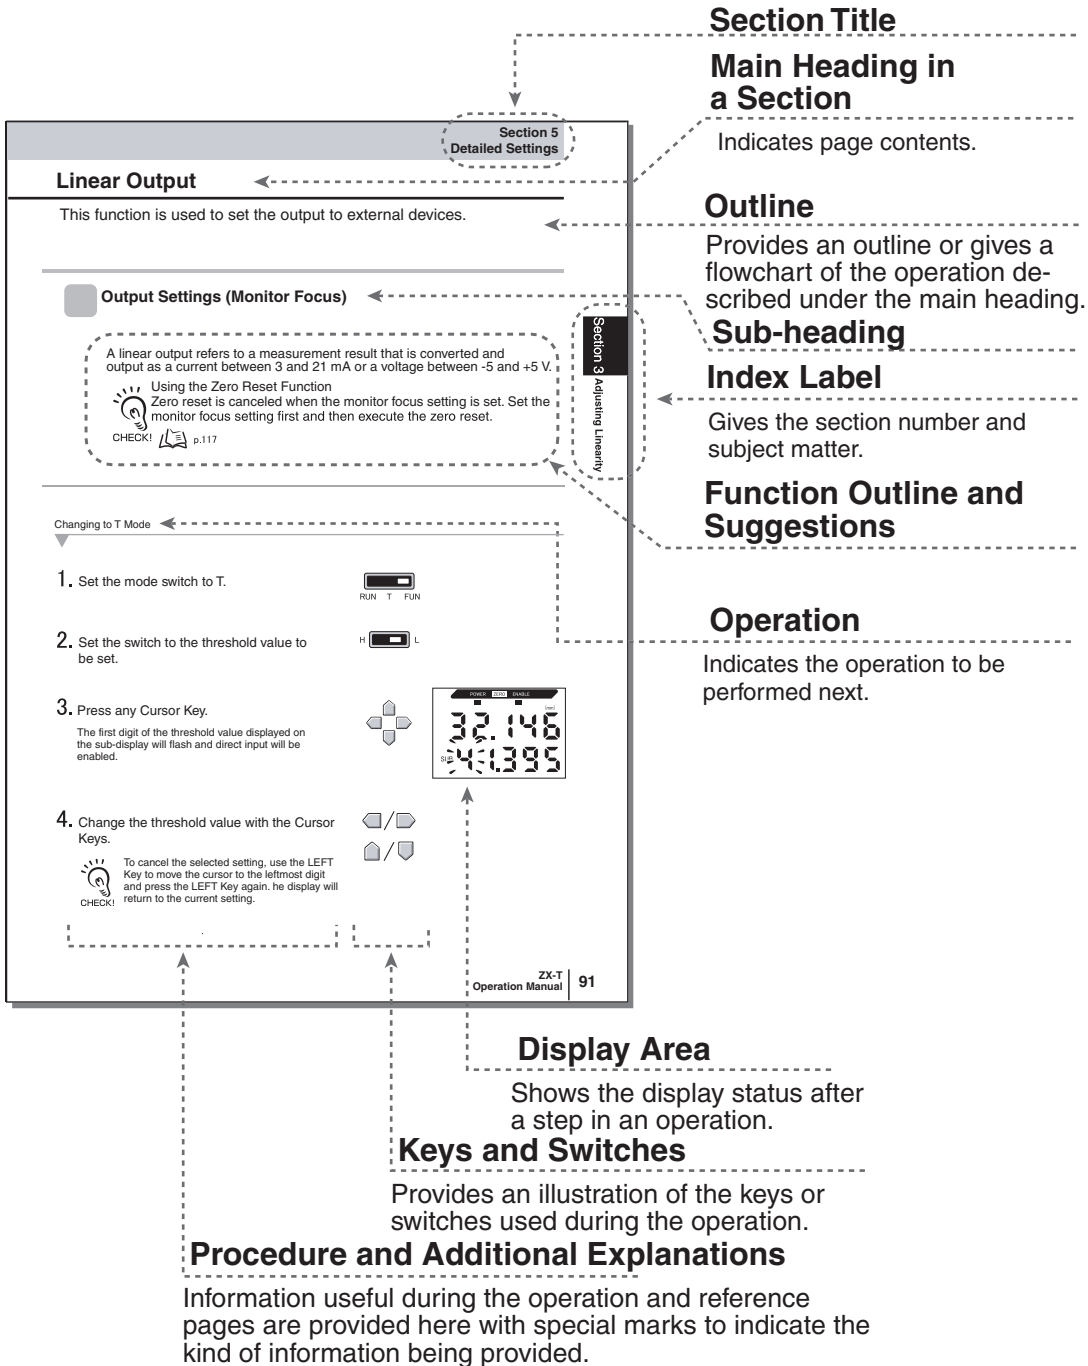 Section Title
Main Heading in
a Section
Indicates page contents.
Section 5
Detailed Settings
Linear Output
This function is used to set the output to external devices.
Outline
Provides an outline or gives a
flowchart of the operation de-
scribed under the main heading.
Output Settings (Monitor Focus)
Sub-heading
A linear output refers to a measurement result that is converted and
output as a current between 3 and 21 mA or a voltage between -5 and +5 V.
Using the Zero Reset Function
Zero reset is canceled when the monitor focus setting is set. Set the
monitor focus setting first and then execute the zero reset.
CHECK! p.117
Section 3 Adjusting Linearity
Index Label
Gives the section number and
subject matter.
Function Outline and
Suggestions
Changing to T Mode
1. Set the mode switch to T.
RUN T FUN
2. Set the switch to the threshold value to
be set.
H L
Operation
Indicates the operation to be
performed next.
3. Press any Cursor Key.
The first digit of the threshold value displayed on
the sub-display will flash and direct input will be
enabled.
POWER ZERO ENABLE
(mm)
32.146
SUB 41.395
4. Change the threshold value with the Cursor
Keys.
/
/
To cancel the selected setting, use the LEFT
Key to move the cursor to the leftmost digit
and press the LEFT Key again. he display will
return to the current setting.
CHECK!
ZX-T
Operation Manual
91
Display Area
Shows the display status after
a step in an operation.
Keys and Switches
Provides an illustration of the keys or
switches used during the operation.
Procedure and Additional Explanations
Information useful during the operation and reference
pages are provided here with special marks to indicate the
kind of information being provided.